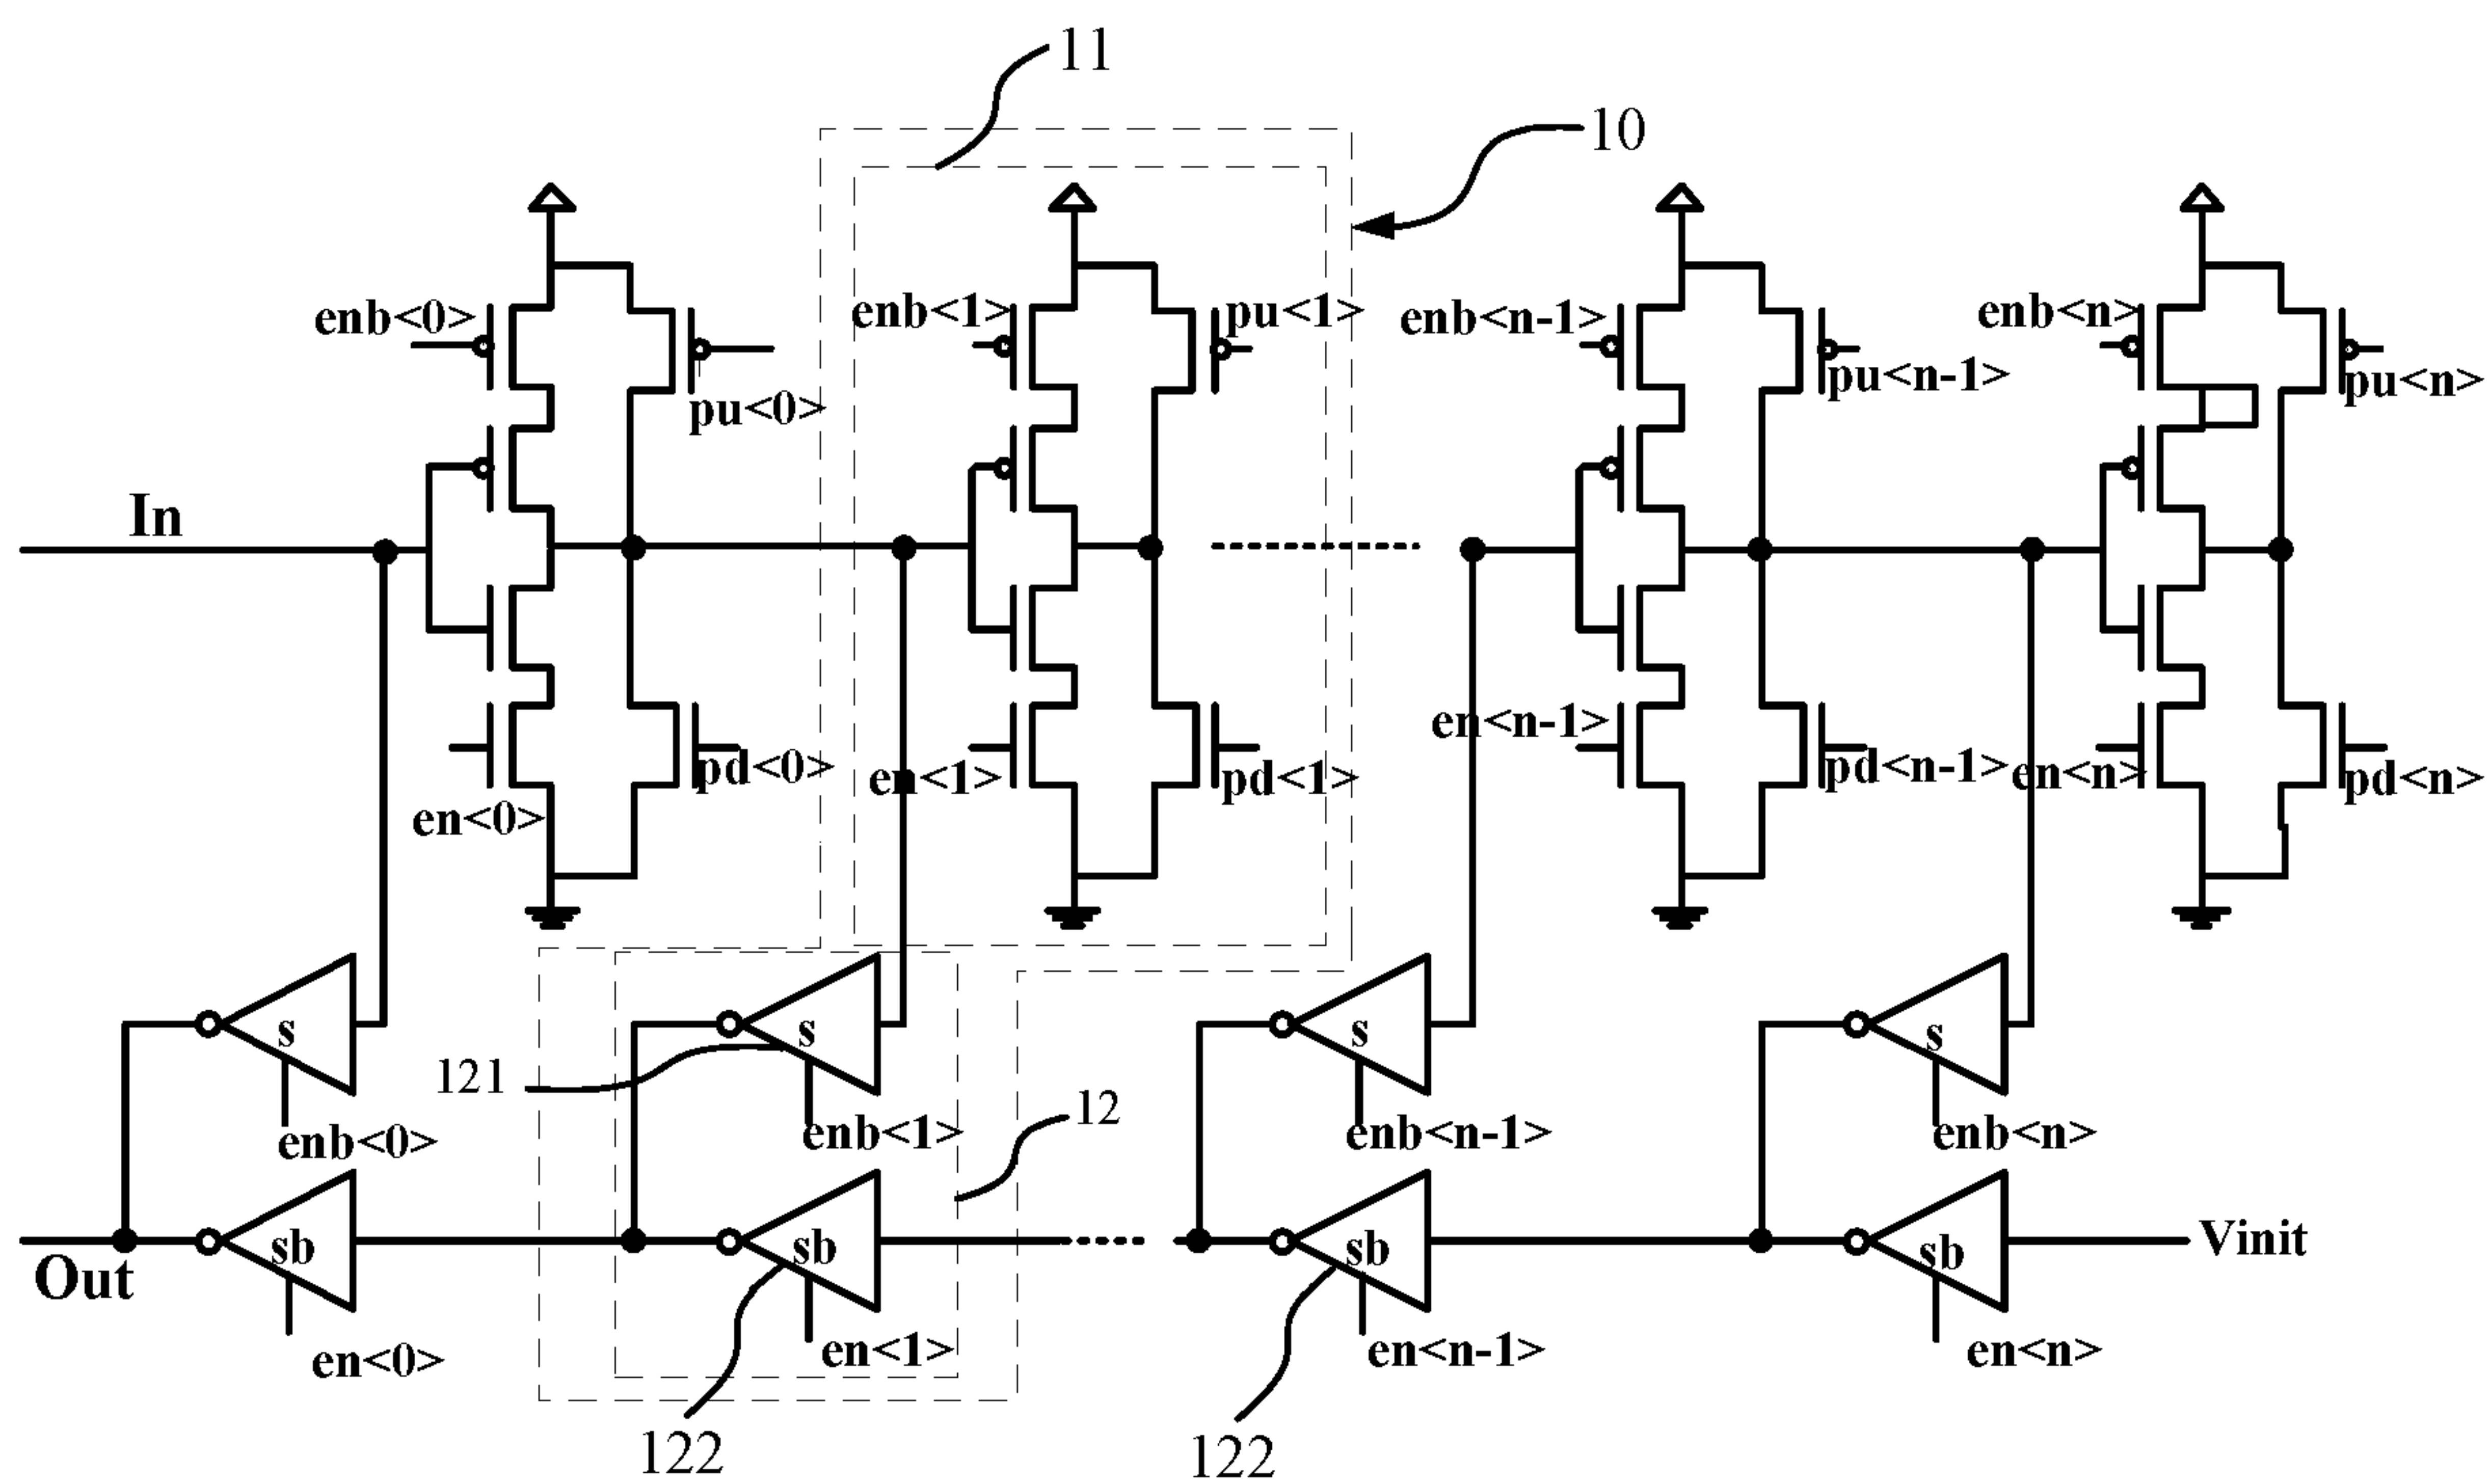 11
10
enb<0>
enb<1>
pu<1>
enb<n-1>
enb<n>
pu<0>
pu<n-1>
pu<n>
In
en<n-1>
pd<0>
en<1>
pd<1>
pd<n-1>
en<n>
pd<n>
en<0>
s
s
s
s
121
12
enb<0>
enb<1>
enb<n-1>
enb<n>
Out
sb
sb
sb
sb
Vinit
en<0>
en<1>
en<n-1>
en<n>
122
122